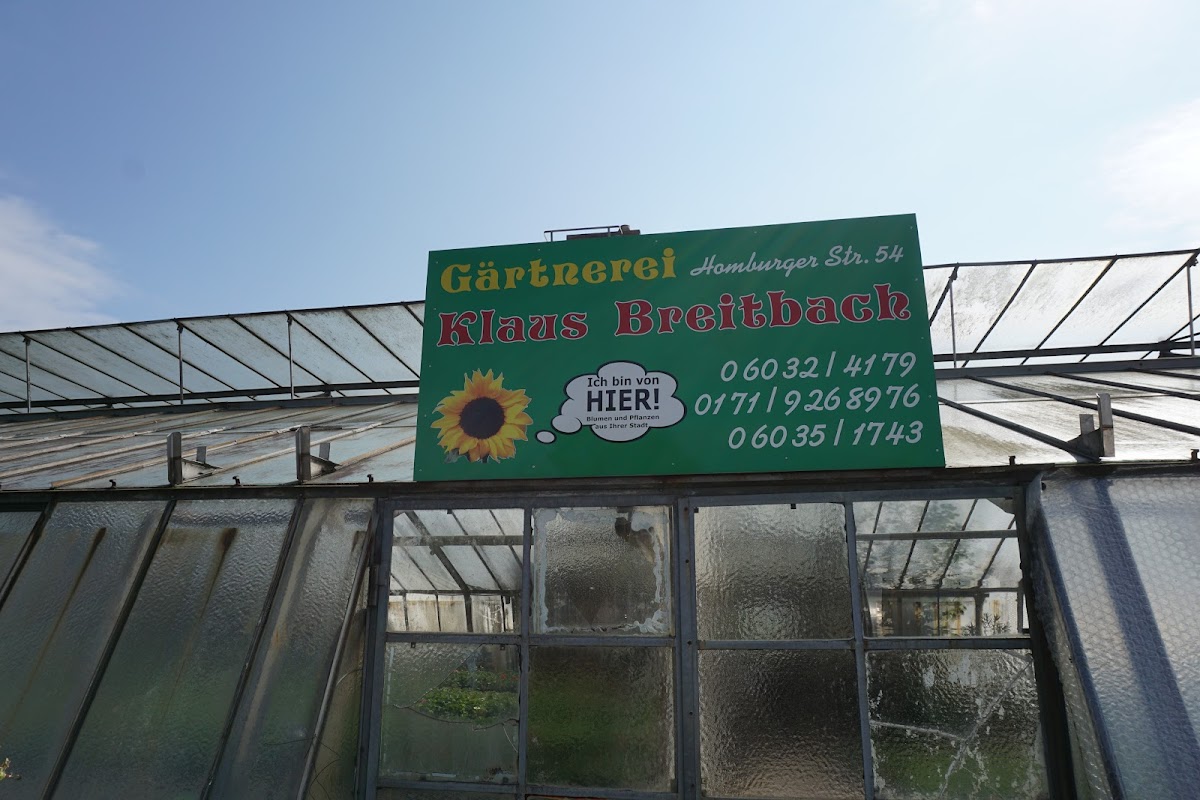 Gärtnerei Homburger Str. 54
Klaus Breitbach
Ich bin von
HIER!
Blumen und Pflanzen
aus Ihrer Stadt
06032/4179
0171/9268976
06035/1743